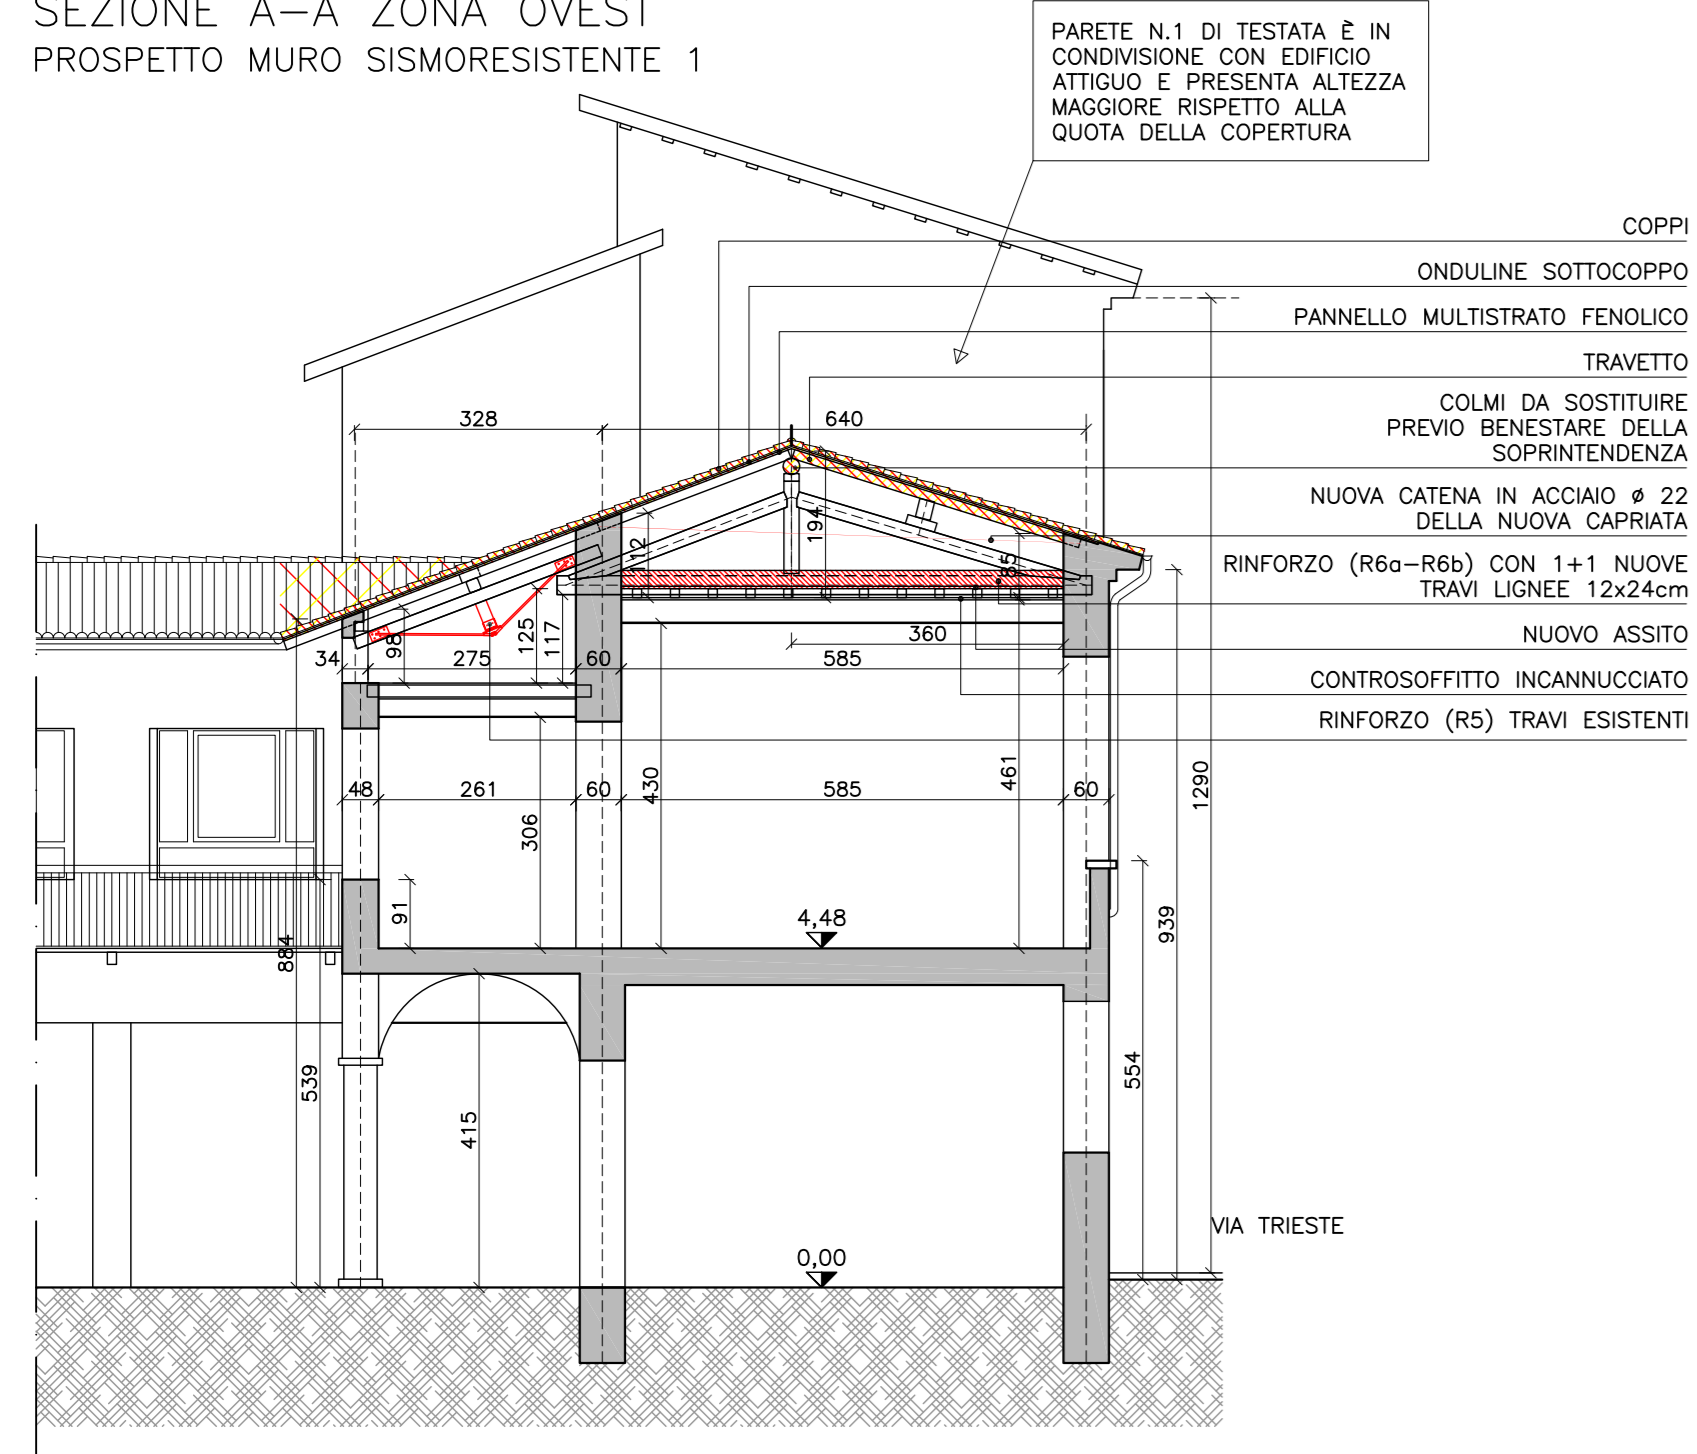 SEZIONE A-A ZONA OVEST
PROSPETTO MURO SISMORESISTENTE 1
PARETE N.1 DI TESTATA È IN
CONDIVISIONE CON EDIFICIO
ATTIGUO E PRESENTA ALTEZZA
MAGGIORE RISPETTO ALLA
QUOTA DELLA COPERTURA
COPPI
ONDULINE SOTTOCOPPO
PANNELLO MULTISTRATO FENOLICO
TRAVETTO
COLMI DA SOSTITUIRE
PREVIO BENESTARE DELLA
SOPRINTENDENZA
NUOVA CATENA IN ACCIAIO ø 22
DELLA NUOVA CAPRIATA
RINFORZO (R6a-R6b) CON 1+1 NUOVE
TRAVI LIGNEE 12x24cm
NUOVO ASSITO
CONTROSOFFITTO INCANNUCCIATO
RINFORZO (R5) TRAVI ESISTENTI
328
640
112
194
85
98
125
117
360
34
275
60
585
48
261
60
585
60
306
430
461
1290
91
4,48
939
884
539
415
554
VIA TRIESTE
0,00